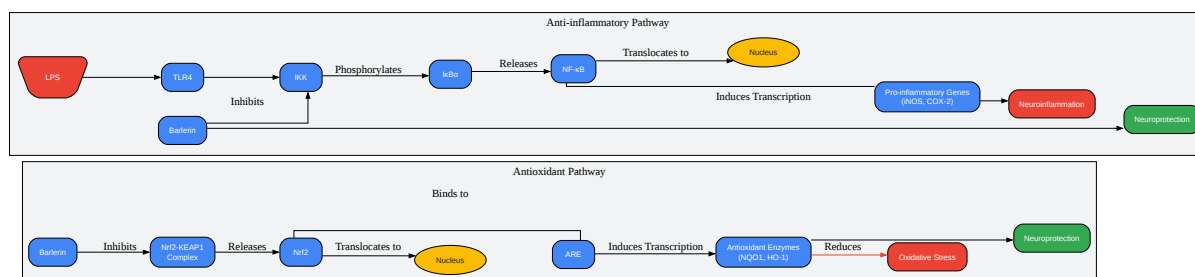 Anti-inflammatory Pathway
LPS
TLR4
IKK
Phosphorylates
IκBα
Releases
NF-κB
Translocates to
Nucleus
Inhibits
Induces Transcription
Pro-inflammatory Genes
(iNOS, COX-2)
Neuroinflammation
Barlerin
Neuroprotection
Antioxidant Pathway
Binds to
Barlerin
Inhibits
Nrf2-KEAP1
Complex
Releases
Nrf2
Translocates to
Nucleus
ARE
Induces Transcription
Antioxidant Enzymes
(NQO1, HO-1)
Reduces
Oxidative Stress
Neuroprotection